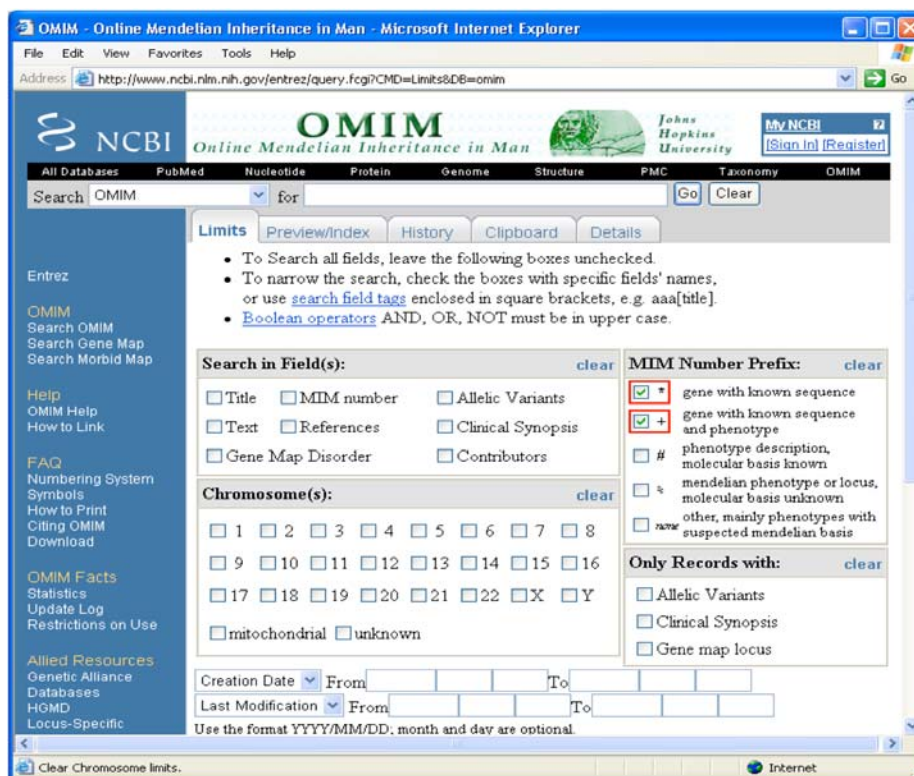 OMIM - Online Mendelian Inheritance in Man - Microsoft Internet Explorer
File Edit View Favorites Tools Help
Address http://www.ncbi.nlm.nih.gov/entrez/query.fcgi?CMD=Limits&DB=omim Go
NCBI
OMIM
Online Mendelian Inheritance in Man
Johns
Hopkins
University
My NCBI ?
[Sign In] [Register]
All Databases PubMed Nucleotide Protein Genome Structure PMC Taxonomy OMIM
Search OMIM for Go Clear
Limits Preview/Index History Clipboard Details
• To Search all fields, leave the following boxes unchecked.
• To narrow the search, check the boxes with specific fields' names,
or use search field tags enclosed in square brackets, e.g. aaa[title].
• Boolean operators AND, OR, NOT must be in upper case.
Entrez
OMIM
Search OMIM
Search Gene Map
Search Morbid Map
Help
OMIM Help
How to Link
FAQ
Numbering System
Symbols
How to Print
Citing OMIM
Download
OMIM Facts
Statistics
Update Log
Restrictions on Use
Allied Resources
Genetic Alliance
Databases
HGMD
Locus-Specific
Search in Field(s): clear
Title MIM number Allelic Variants
Text References Clinical Synopsis
Gene Map Disorder Contributors
Chromosome(s): clear
1 2 3 4 5 6 7 8
9 10 11 12 13 14 15 16
17 18 19 20 21 22 X Y
mitochondrial unknown
MIM Number Prefix: clear
* gene with known sequence
+ gene with known sequence
and phenotype
# phenotype description,
molecular basis known
% mendelian phenotype or locus,
molecular basis unknown
none other, mainly phenotypes with
suspected mendelian basis
Only Records with: clear
Allelic Variants
Clinical Synopsis
Gene map locus
Creation Date From To
Last Modification From To
Use the format YYYY/MM/DD; month and day are optional.
Clear Chromosome limits. Internet